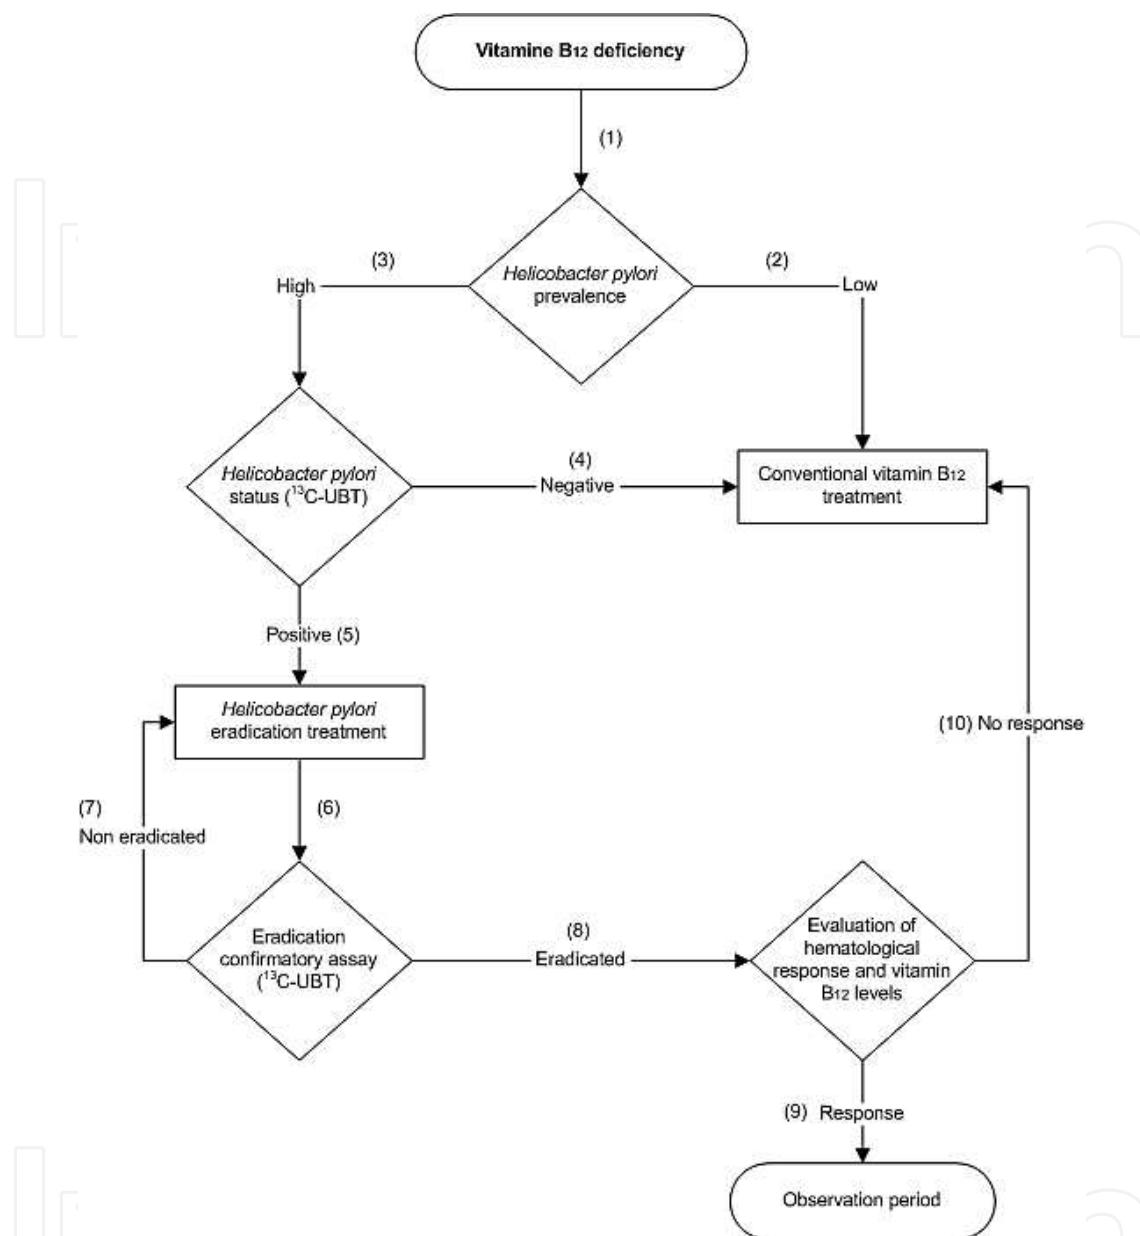 Vitamine B12 deficiency
(1)
(3)
(2)
Helicobacter pylori
prevalence
High
Low
Helicobacter pylori
status (¹³C-UBT)
(4)
Negative
Conventional vitamin B12
treatment
Positive (5)
Helicobacter pylori
eradication treatment
(10) No response
(7)
Non eradicated
(6)
Eradication
confirmatory assay
(¹³C-UBT)
(8)
Eradicated
Evaluation of
hematological
response and vitamin
B12 levels
(9) Response
Observation period